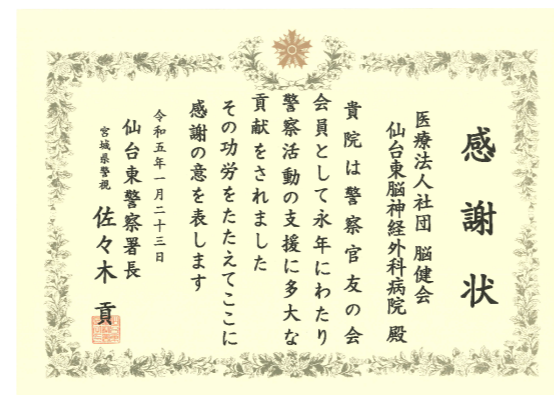 感謝状
医療法人社団 脳健会
仙台東脳神経外科病院 殿
貴院は警察官友の会
会員として永年にわたり
警察活動の支援に多大な
貢献をされました
その功労をたたえてここに
感謝の意を表します
令和五年一月二十三日
仙台東警察署長
宮城県警視 佐々木 貢